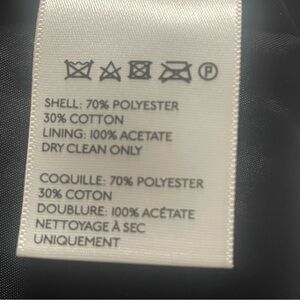 P
SHELL: 70% POLYESTER
30% COTTON
LINING: 100% ACETATE
DRY CLEAN ONLY
COQUILLE: 70% POLYESTER
30% COTON
DOUBLURE: 100% ACÉTATE
NETTOYAGE À SEC
UNIQUEMENT